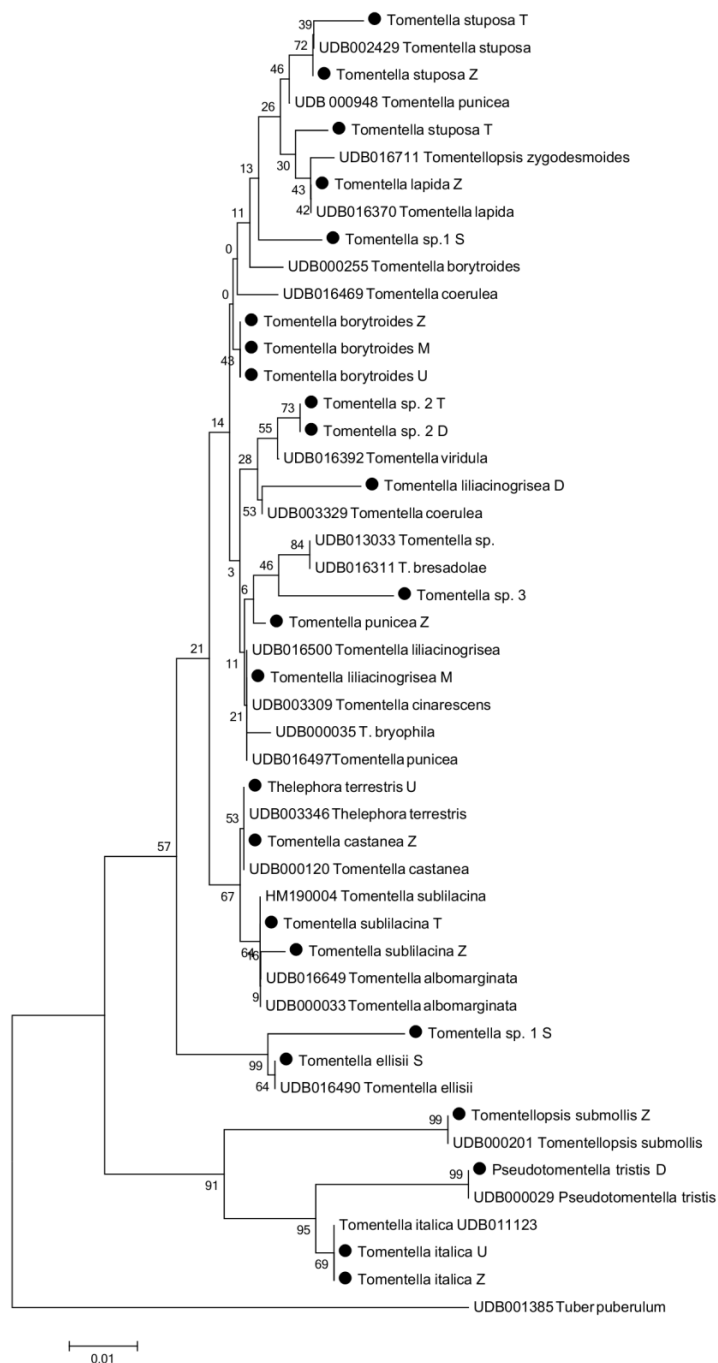 39
Tomentella stuposa T
72
UDB002429 Tomentella stuposa
Tomentella stuposa Z
46
UDB 000948 Tomentella punicea
26
Tomentella stuposa T
30
UDB016711 Tomentellopsis zygodesmoides
13
43
Tomentella lapida Z
42
UDB016370 Tomentella lapida
11
Tomentella sp.1 S
0
UDB000255 Tomentella borytroides
0
UDB016469 Tomentella coerulea
Tomentella borytroides Z
43
Tomentella borytroides M
Tomentella borytroides U
73
Tomentella sp. 2 T
14
55
Tomentella sp. 2 D
28
UDB016392 Tomentella viridula
Tomentella liliacinogrisea D
53
UDB003329 Tomentella coerulea
84
UDB013033 Tomentella sp.
3
46
UDB016311 T. bresadolae
6
Tomentella sp. 3
Tomentella punicea Z
21
UDB016500 Tomentella liliacinogrisea
11
Tomentella liliacinogrisea M
UDB003309 Tomentella cinarescens
21
UDB000035 T. bryophila
UDB016497Tomentella punicea
Thelephora terrestris U
53
UDB003346 Thelephora terrestris
Tomentella castanea Z
57
UDB000120 Tomentella castanea
67
HM190004 Tomentella sublilacina
Tomentella sublilacina T
64
16
Tomentella sublilacina Z
UDB016649 Tomentella albomarginata
9
UDB000033 Tomentella albomarginata
Tomentella sp. 1 S
99
Tomentella ellisii S
64
UDB016490 Tomentella ellisii
99
Tomentellopsis submollis Z
UDB000201 Tomentellopsis submollis
91
99
Pseudotomentella tristis D
UDB000029 Pseudotomentella tristis
95
Tomentella italica UDB011123
Tomentella italica U
69
Tomentella italica Z
UDB001385 Tuber puberulum
0.01